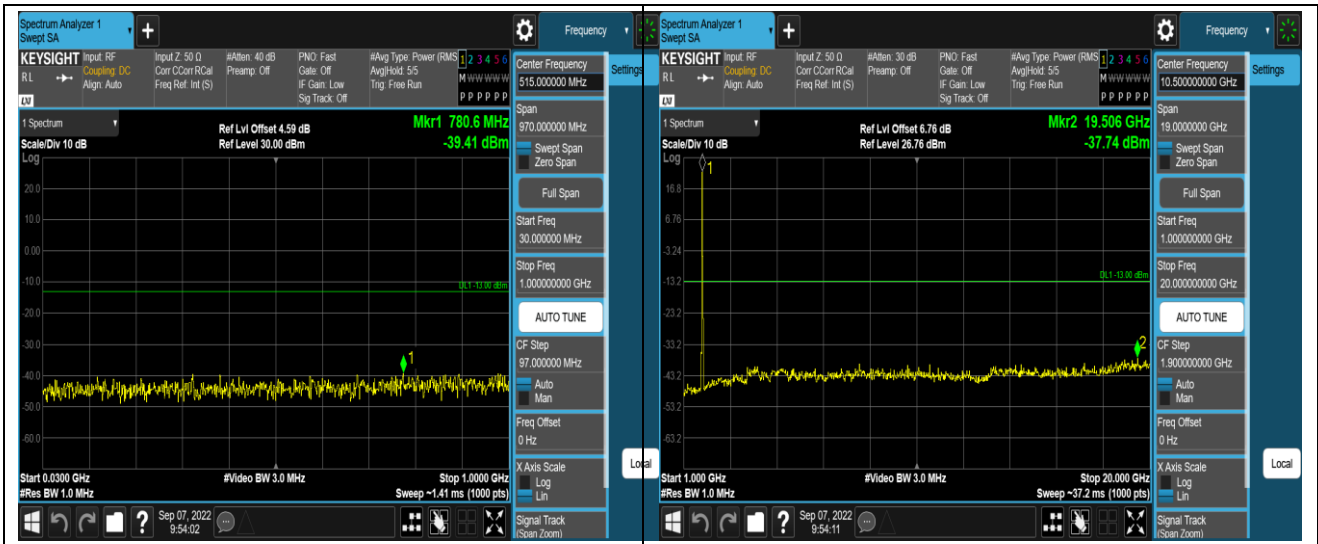 Spectrum Analyzer 1
Swept SA
+
Frequency
KEYSIGHT
RL
LXI
Input: RF
Coupling: DC
Align: Auto
Input Z: 50 Ω
Corr CCorr RCal
Freq Ref: Int (S)
#Atten: 40 dB
Preamp: Off
PNO: Fast
Gate: Off
IF Gain: Low
Sig Track: Off
#Avg Type: Power (RMS
Avg|Hold: 5/5
Trig: Free Run
1 2 3 4 5 6
M W W W W W
P P P P P P
Center Frequency
515.000000 MHz
Settings
1 Spectrum
Scale/Div 10 dB
Ref Lvl Offset 4.59 dB
Ref Level 30.00 dBm
Mkr1 780.6 MHz
-39.41 dBm
Log
20.0
10.0
0.00
-10.0
-20.0
-30.0
-40.0
-50.0
-60.0
DL1 -13.00 dBm
1
Start 0.0300 GHz
#Res BW 1.0 MHz
#Video BW 3.0 MHz
Stop 1.0000 GHz
Sweep ~1.41 ms (1000 pts)
Span
970.000000 MHz
Swept Span
Zero Span
Full Span
Start Freq
30.000000 MHz
Stop Freq
1.000000000 GHz
AUTO TUNE
CF Step
97.000000 MHz
Auto
Man
Freq Offset
0 Hz
X Axis Scale
Log
Lin
Signal Track
(Span Zoom)
Local
?
Sep 07, 2022
9:54:02
Spectrum Analyzer 1
Swept SA
+
Frequency
KEYSIGHT
RL
LXI
Input: RF
Coupling: DC
Align: Auto
Input Z: 50 Ω
Corr CCorr RCal
Freq Ref: Int (S)
#Atten: 30 dB
Preamp: Off
PNO: Fast
Gate: Off
IF Gain: Low
Sig Track: Off
#Avg Type: Power (RMS
Avg|Hold: 5/5
Trig: Free Run
1 2 3 4 5 6
M W W W W W
P P P P P P
Center Frequency
10.500000000 GHz
Settings
1 Spectrum
Scale/Div 10 dB
Ref Lvl Offset 6.76 dB
Ref Level 26.76 dBm
Mkr2 19.506 GHz
-37.74 dBm
Log
1
16.8
6.76
-3.24
-13.2
-23.2
-33.2
-43.2
-53.2
-63.2
DL1 -13.00 dBm
2
Start 1.000 GHz
#Res BW 1.0 MHz
#Video BW 3.0 MHz
Stop 20.000 GHz
Sweep ~37.2 ms (1000 pts)
Span
19.0000000 GHz
Swept Span
Zero Span
Full Span
Start Freq
1.000000000 GHz
Stop Freq
20.000000000 GHz
AUTO TUNE
CF Step
1.900000000 GHz
Auto
Man
Freq Offset
0 Hz
X Axis Scale
Log
Lin
Signal Track
(Span Zoom)
Local
?
Sep 07, 2022
9:54:11